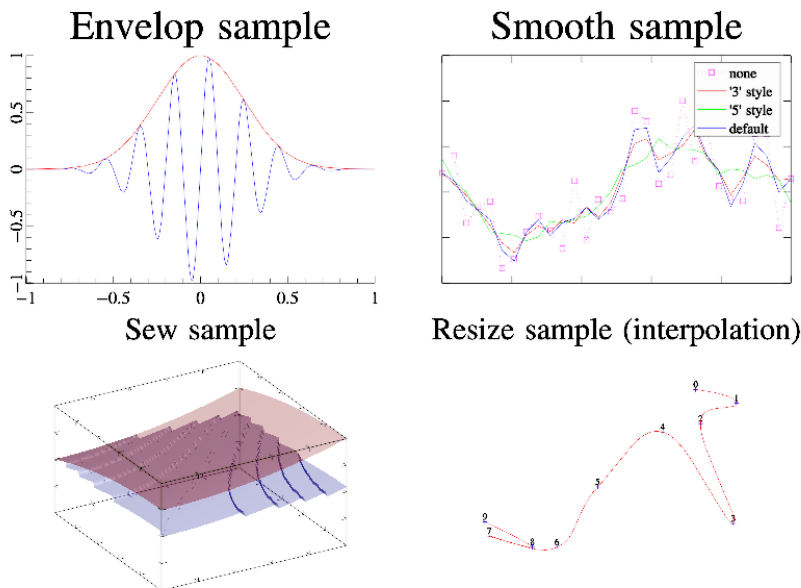 Envelop sample
Smooth sample
1
0.5
0
−0.5
−1
−1 −0.5 0 0.5 1
none
'3' style
'5' style
default
Sew sample
Resize sample (interpolation)
0
1
2
4
5
3
9
7
8
6